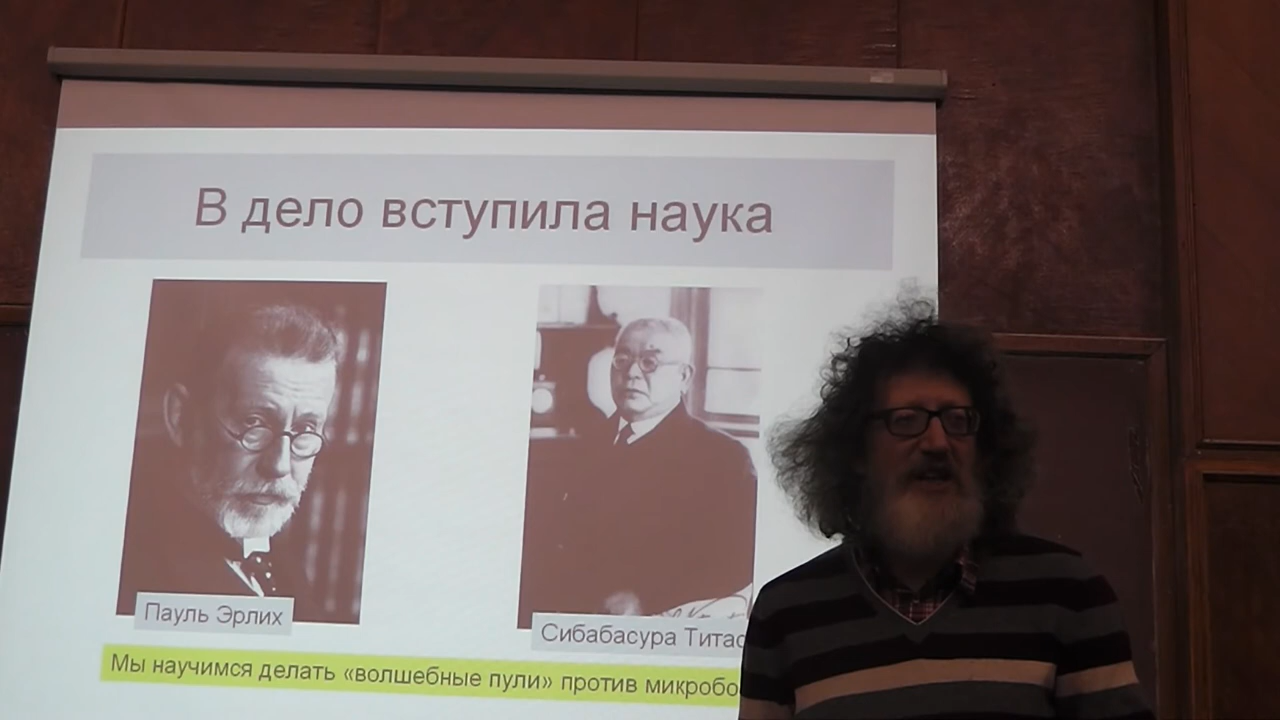 В дело вступила наука
Пауль Эрлих
Сибабасура Титас
Мы научимся делать «волшебные пули» против микробо